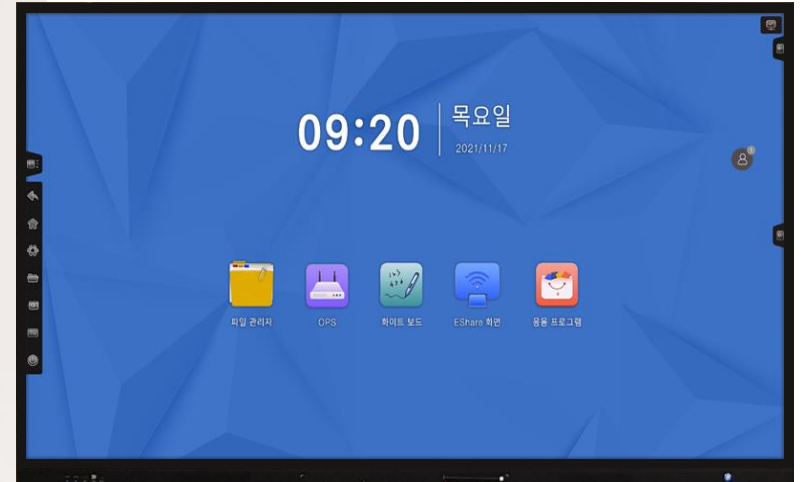 09:20
목요일
2021/11/17
파일 관리자
OPS
화이트 보드
EShare 화면
응용 프로그램